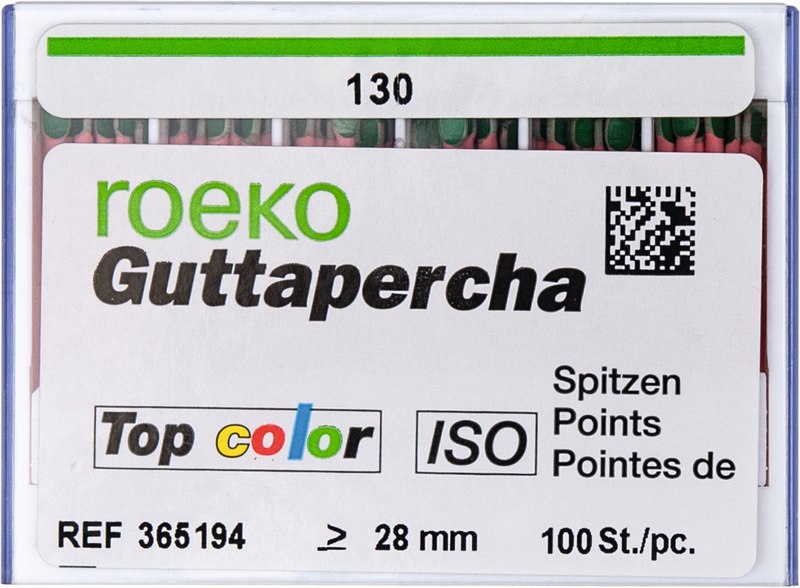 130
roeko
Guttapercha
Top color
ISO
Spitzen
Points
Pointes de
REF 365194
≥ 28 mm
100 St./pc.